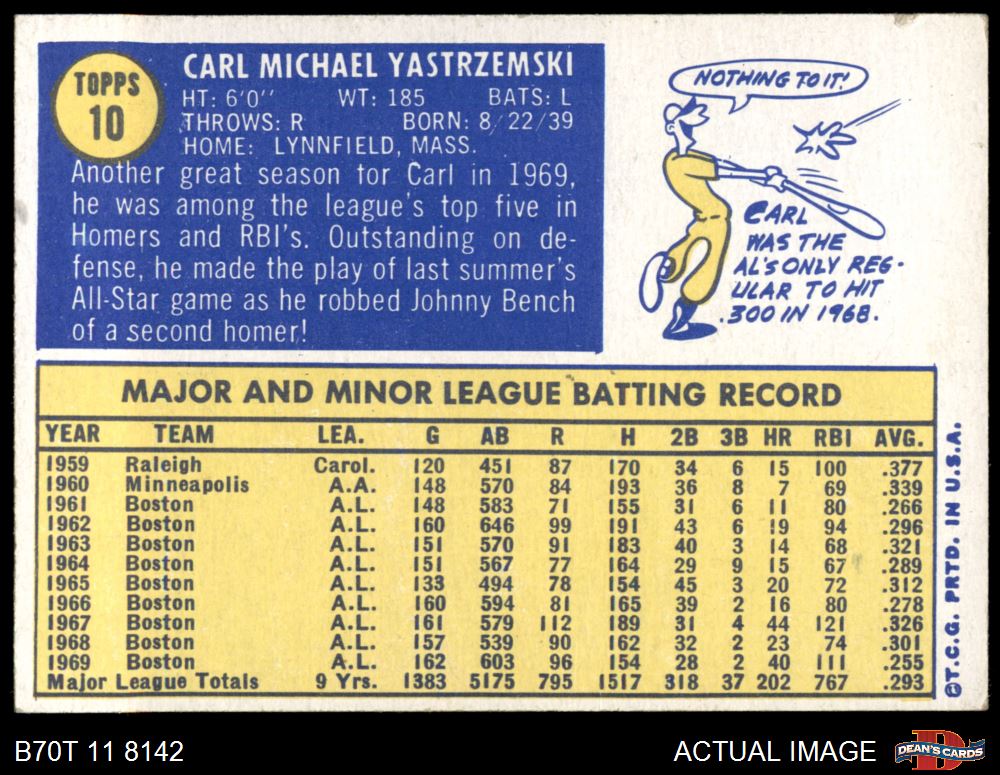 TOPPS
10
CARL MICHAEL YASTRZEMSKI
HT: 6'0'' WT: 185 BATS: L
THROWS: R BORN: 8/22/39
HOME: LYNNFIELD, MASS.
Another great season for Carl in 1969,
he was among the league's top five in
Homers and RBI's. Outstanding on de-
fense, he made the play of last summer's
All-Star game as he robbed Johnny Bench
of a second homer!
NOTHING TO IT!
CARL
WAS THE
AL'S ONLY REG-
ULAR TO HIT
.300 IN 1968.
MAJOR AND MINOR LEAGUE BATTING RECORD
YEAR TEAM LEA. G AB R H 2B 3B HR RBI AVG.
1959 Raleigh Carol. 120 451 87 170 34 6 15 100 .377
1960 Minneapolis A.A. 148 570 84 193 36 8 7 69 .339
1961 Boston A.L. 148 583 71 155 31 6 11 80 .266
1962 Boston A.L. 160 646 99 191 43 6 19 94 .296
1963 Boston A.L. 151 570 91 183 40 3 14 68 .321
1964 Boston A.L. 151 567 77 164 29 9 15 67 .289
1965 Boston A.L. 133 494 78 154 45 3 20 72 .312
1966 Boston A.L. 160 594 81 165 39 2 16 80 .278
1967 Boston A.L. 161 579 112 189 31 4 44 121 .326
1968 Boston A.L. 157 539 90 162 32 2 23 74 .301
1969 Boston A.L. 162 603 96 154 28 2 40 111 .255
Major League Totals 9 Yrs. 1383 5175 795 1517 318 37 202 767 .293
©T.C.G. PRTD. IN U.S.A.
B70T 11 8142
ACTUAL IMAGE
DEAN'S CARDS